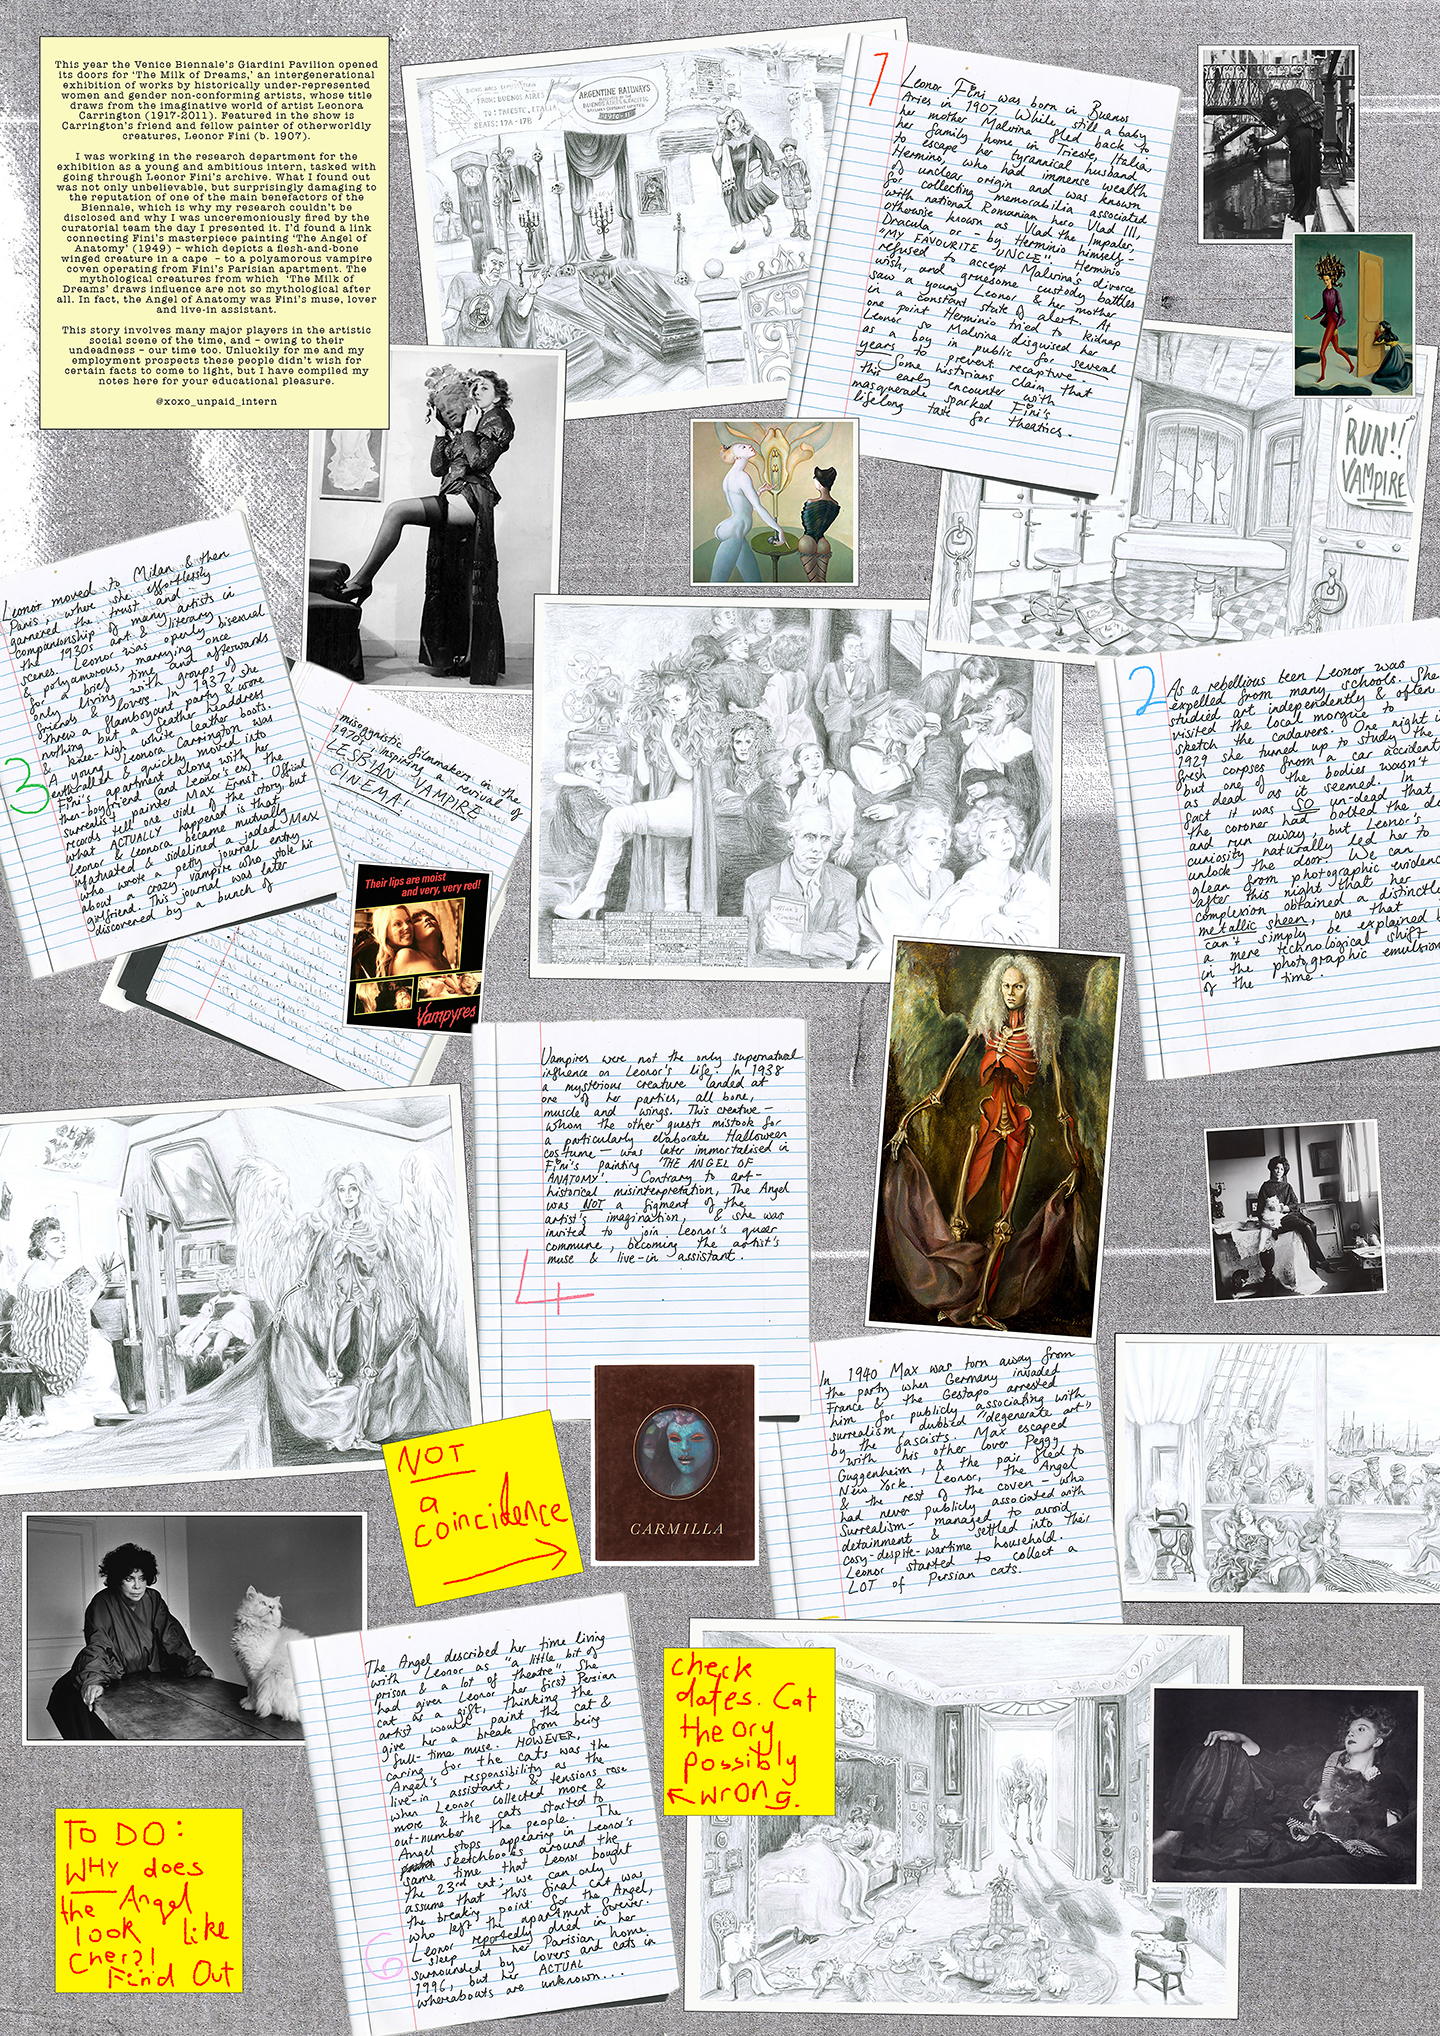 This year the Venice Biennale's Giardini Pavilion opened
its doors for 'The Milk of Dreams,' an intergenerational
exhibition of works by historically under-represented
women and gender non-conforming artists, whose title
draws from the imaginative world of artist Leonora
Carrington (1917-2011). Featured in the show is
Carrington's friend and fellow painter of otherworldly
creatures, Leonor Fini (b. 1907).
I was working in the research department for the
exhibition as a young and ambitious intern, tasked with
going through Leonor Fini's archive. What I found out
was not only unbelievable, but surprisingly damaging to
the reputation of one of the main benefactors of the
Biennale, which is why my research couldn't be
disclosed and why I was unceremoniously fired by the
curatorial team the day I presented it. I'd found a link
connecting Fini's masterpiece painting 'The Angel of
Anatomy' (1949) - which depicts a flesh-and-bone
winged creature in a cape - to a polyamorous vampire
coven operating from Fini's Parisian apartment. The
mythological creatures from which 'The Milk of
Dreams' draws influence are not so mythological after
all. In fact, the Angel of Anatomy was Fini's muse, lover
and live-in assistant.
This story involves many major players in the artistic
social scene of the time, and - owing to their
undeadness - our time too. Unluckily for me and my
employment prospects these people didn't wish for
certain facts to come to light, but I have compiled my
notes here for your educational pleasure.
@xoxo_unpaid_intern
FROM: BUENOS AIRES
TO: TRIESTE, ITALIA
SEATS: 17A - 17B
ARGENTINE RAILWAYS
1910-11
1
Leonor Fini was born in Buenos
Aries in 1907. While still a baby
her mother Malvina fled back to
her family home in Trieste, Italia
to escape her tyrannical husband
Herminio, who had immense wealth
of unclear origin and was known
for collecting memorabilia associated
with national Romanian hero Vlad III,
otherwise known as Vlad the Impaler,
Dracula, or - by Herminio himself -
"MY FAVOURITE UNCLE". Herminio
refused to accept Malvina's divorce
wish, and gruesome custody battles
saw a young Leonor & her mother
in a constant state of alert. At
one point Herminio tried to kidnap
Leonor so Malvina disguised her
as a boy in public for several
years to prevent recapture.
Some historians claim that
this early encounter with
masquerade sparked Fini's
lifelong taste for theatrics.
RUN!!
VAMPIRE
2
As a rebellious teen Leonor was
expelled from many schools. She
studied art independently & often
visited the local morgue to
sketch the cadavers. One night i
1929 she turned up to study the
fresh corpses from a car accident
but one of the bodies wasn't
as dead as it seemed. In
fact it was SO un-dead that
the coroner had bolted the do
and run away, but Leonor's
curiosity naturally led her to
unlock the door. We can
glean from photographic evidenc
after this night that her
complexion obtained a distinctl
metallic sheen, one that
can't simply be explained b
a mere technological shift
in the photographic emulsion
of the time.
3
Leonor moved to Milan & then
Paris, where she effortlessly
garnered the trust and
companionship of many artists in
the 1930s art & literary
scenes. Leonor was openly bisexual
& polyamorous, marrying once
for a brief time and afterwards
only living with groups of
friends & lovers. In 1937, she
threw a flamboyant party & wore
nothing but a feather headdress
& knee-high white leather boots.
A young Leonora Carrington was
enthralled & quickly moved into
Fini's apartment along with her
then-boyfriend (and Leonor's ex) the
surrealist painter Max Ernst. Official
records tell one side of the story, but
what ACTUALLY happened is that
Leonor & Leonora became mutually
infatuated & sidelined a jaded Max
who wrote a petty journal entry
about a crazy vampire who stole his
girlfriend. This journal was later
discovered by a bunch of
misogynistic filmmakers in the
1970s, inspiring a revival of
LESBIAN VAMPIRE
CINEMA!
Their lips are moist
and very, very red!
Vampyres
Vampires were not the only supernatural
influence on Leonor's life. In 1938
a mysterious creature landed at
one of her parties, all bone,
muscle and wings. This creature -
whom the other guests mistook for
a particularly elaborate Halloween
costume - was later immortalised in
Fini's painting 'THE ANGEL OF
ANATOMY'. Contrary to art-
historical misinterpretation, The Angel
was NOT a figment of the
artist's imagination, & she was
invited to join Leonor's queer
commune, becoming the artist's
muse & live-in assistant.
4
NOT
a
coincidence
CARMILLA
In 1940 Max was torn away from
the party when Germany invaded
France & the Gestapo arrested
him for publicly associating with
surrealism, dubbed "degenerate art"
by the fascists. Max escaped
with his other lover Peggy
Guggenheim, & the pair fled to
New York. Leonor, the Angel
& the rest of the coven - who
had never publicly associated with
Surrealism - managed to avoid
detainment & settled into their
cosy-despite-wartime household.
Leonor started to collect a
LOT of Persian cats.
The Angel described her time living
with Leonor as "a little bit of
prison & a lot of theatre". She
had given Leonor her first Persian
cat as a gift, thinking the
artist would paint the cat &
give her a break from being
full-time muse. HOWEVER,
caring for the cats was the
Angel's responsibility as the
live-in assistant, & tensions rose
when Leonor collected more &
more & the cats started to
out-number the people. The
Angel stops appearing in Leonor's
sketchbooks around the
same time that Leonor bought
the 23rd cat; we can only
assume that this final cat was
the breaking point for the Angel,
who left the apartment forever.
Leonor reportedly died in her
sleep at her Parisian home
surrounded by lovers and cats in
1996, but her ACTUAL
whereabouts are unknown...
6
check
dates. Cat
theory
possibly
wrong.
TO DO:
WHY does
the Angel
look like
Cher?!
Find Out